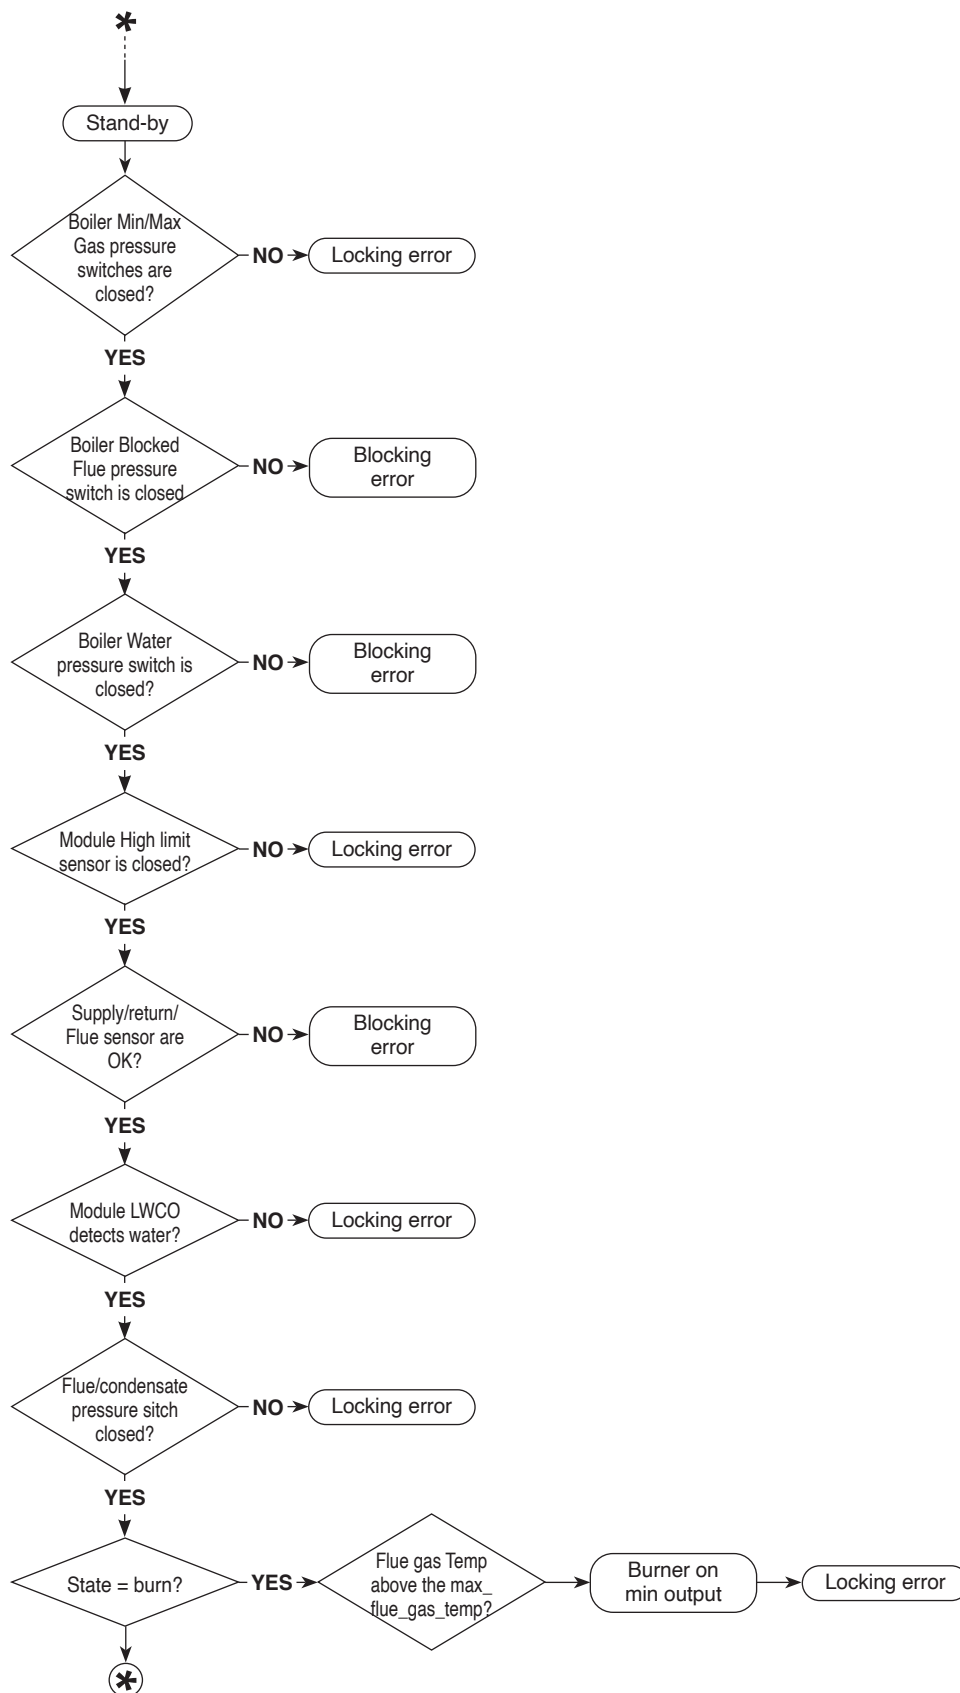 *
Stand-by
Boiler Min/Max
Gas pressure
switches are
closed?
NO
Locking error
YES
Boiler Blocked
Flue pressure
switch is closed
NO
Blocking
error
YES
Boiler Water
pressure switch is
closed?
NO
Blocking
error
YES
Module High limit
sensor is closed?
NO
Locking error
YES
Supply/return/
Flue sensor are
OK?
NO
Blocking
error
YES
Module LWCO
detects water?
NO
Locking error
YES
Flue/condensate
pressure sitch
closed?
NO
Locking error
YES
State = burn?
YES
Flue gas Temp
above the max_
flue_gas_temp?
Burner on
min output
Locking error
*